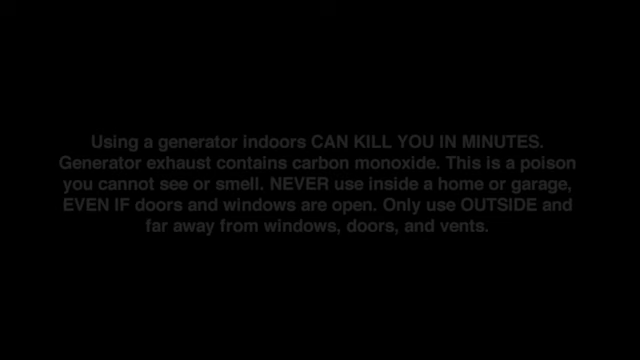 Using a generator indoors CAN KILL YOU IN MINUTES.
Generator exhaust contains carbon monoxide. This is a poison
you cannot see or smell. NEVER use inside a home or garage,
EVEN IF doors and windows are open. Only use OUTSIDE and
far away from windows, doors, and vents.